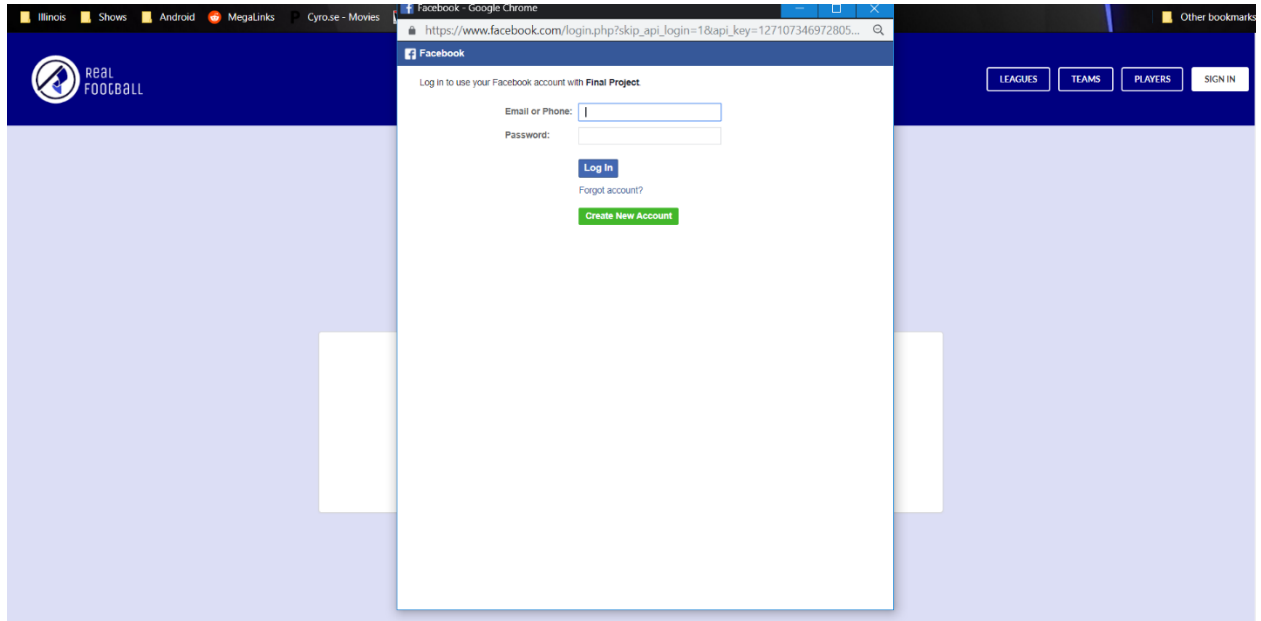 Illinois Shows Android MegaLinks Cyro.se - Movies
Other bookmarks
Facebook - Google Chrome
https://www.facebook.com/login.php?skip_api_login=1&api_key=127107346972805...
Facebook
ReaL
FOOTBaLL
LEAGUES TEAMS PLAYERS SIGN IN
Log in to use your Facebook account with Final Project.
Email or Phone:
Password:
Log In
Forgot account?
Create New Account